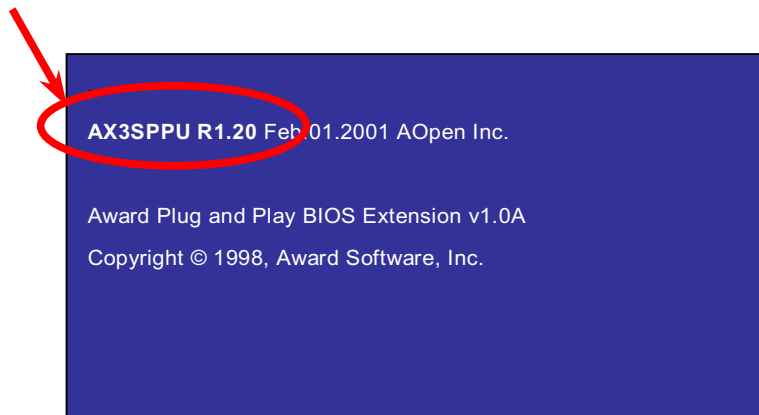 AX3SPPU R1.20 Feb.01.2001 AOpen Inc.
Award Plug and Play BIOS Extension v1.0A
Copyright © 1998, Award Software, Inc.